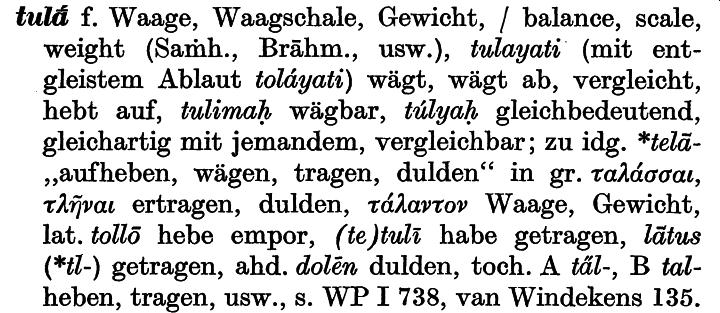 tulā́ f. Waage, Waagschale, Gewicht, / balance, scale,
weight (Saṁh., Brāhm., usw.), tulayati (mit ent-
gleistem Ablaut toláyati) wägt, wägt ab, vergleicht,
hebt auf, tulimaḥ wägbar, túlyaḥ gleichbedeutend,
gleichartig mit jemandem, vergleichbar; zu idg. *telā-
„aufheben, wägen, tragen, dulden“ in gr. ταλάσσαι,
τλῆναι ertragen, dulden, τάλαντον Waage, Gewicht,
lat. tollō hebe empor, (te)tulī habe getragen, lātus
(*tl-) getragen, ahd. dolēn dulden, toch. A tā́l-, B tal-
heben, tragen, usw., s. WP I 738, van Windekens 135.